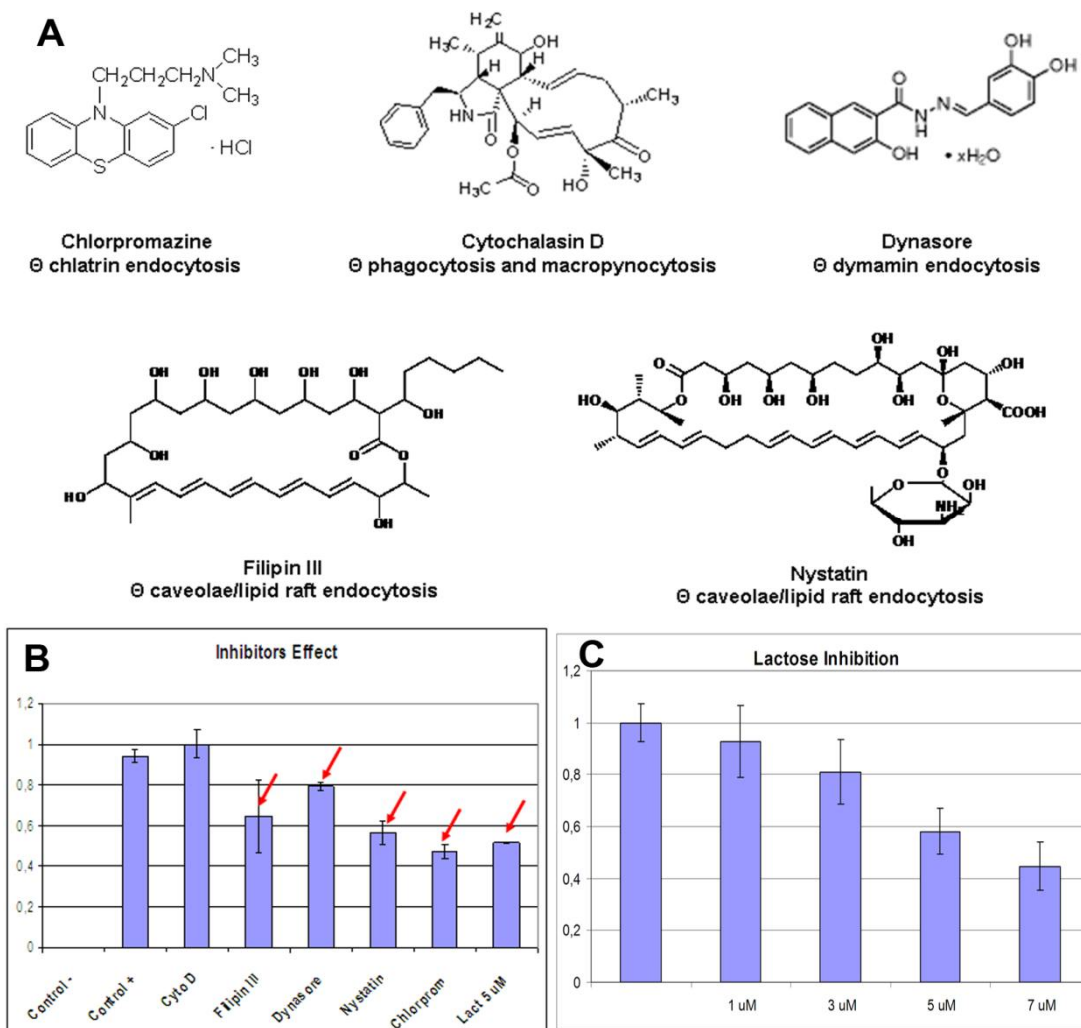 A
H₂C
CH₃
CH₂CH₂CH₂N
CH₃
N
Cl
S
· HCl
H₃C
OH
H
H
H
HN
O
O
CH₃
O
H₃C
O
HO
CH₃
OH
OH
O
N
NH
OH
• xH₂O
Chlorpromazine
Θ chlatrin endocytosis
Cytochalasin D
Θ phagocytosis and macropynocytosis
Dynasore
Θ dymamin endocytosis
OH OH OH OH OH
OH
OH
O
O
HO
OH
Filipin III
Θ caveolae/lipid raft endocytosis
OH OH
OH
O
O
HO
OH OH OH OH
O
COOH
O
O
OH
NH₂
OH
Nystatin
Θ caveolae/lipid raft endocytosis
B
Inhibitors Effect
1,2
1
0,8
0,6
0,4
0,2
0
Control -
Control +
Cyto D
Filipin III
Dynasore
Nystatin
Chlorprom
Lact 5 uM
C
Lactose Inhibition
1,2
1
0,8
0,6
0,4
0,2
0
1 uM
3 uM
5 uM
7 uM